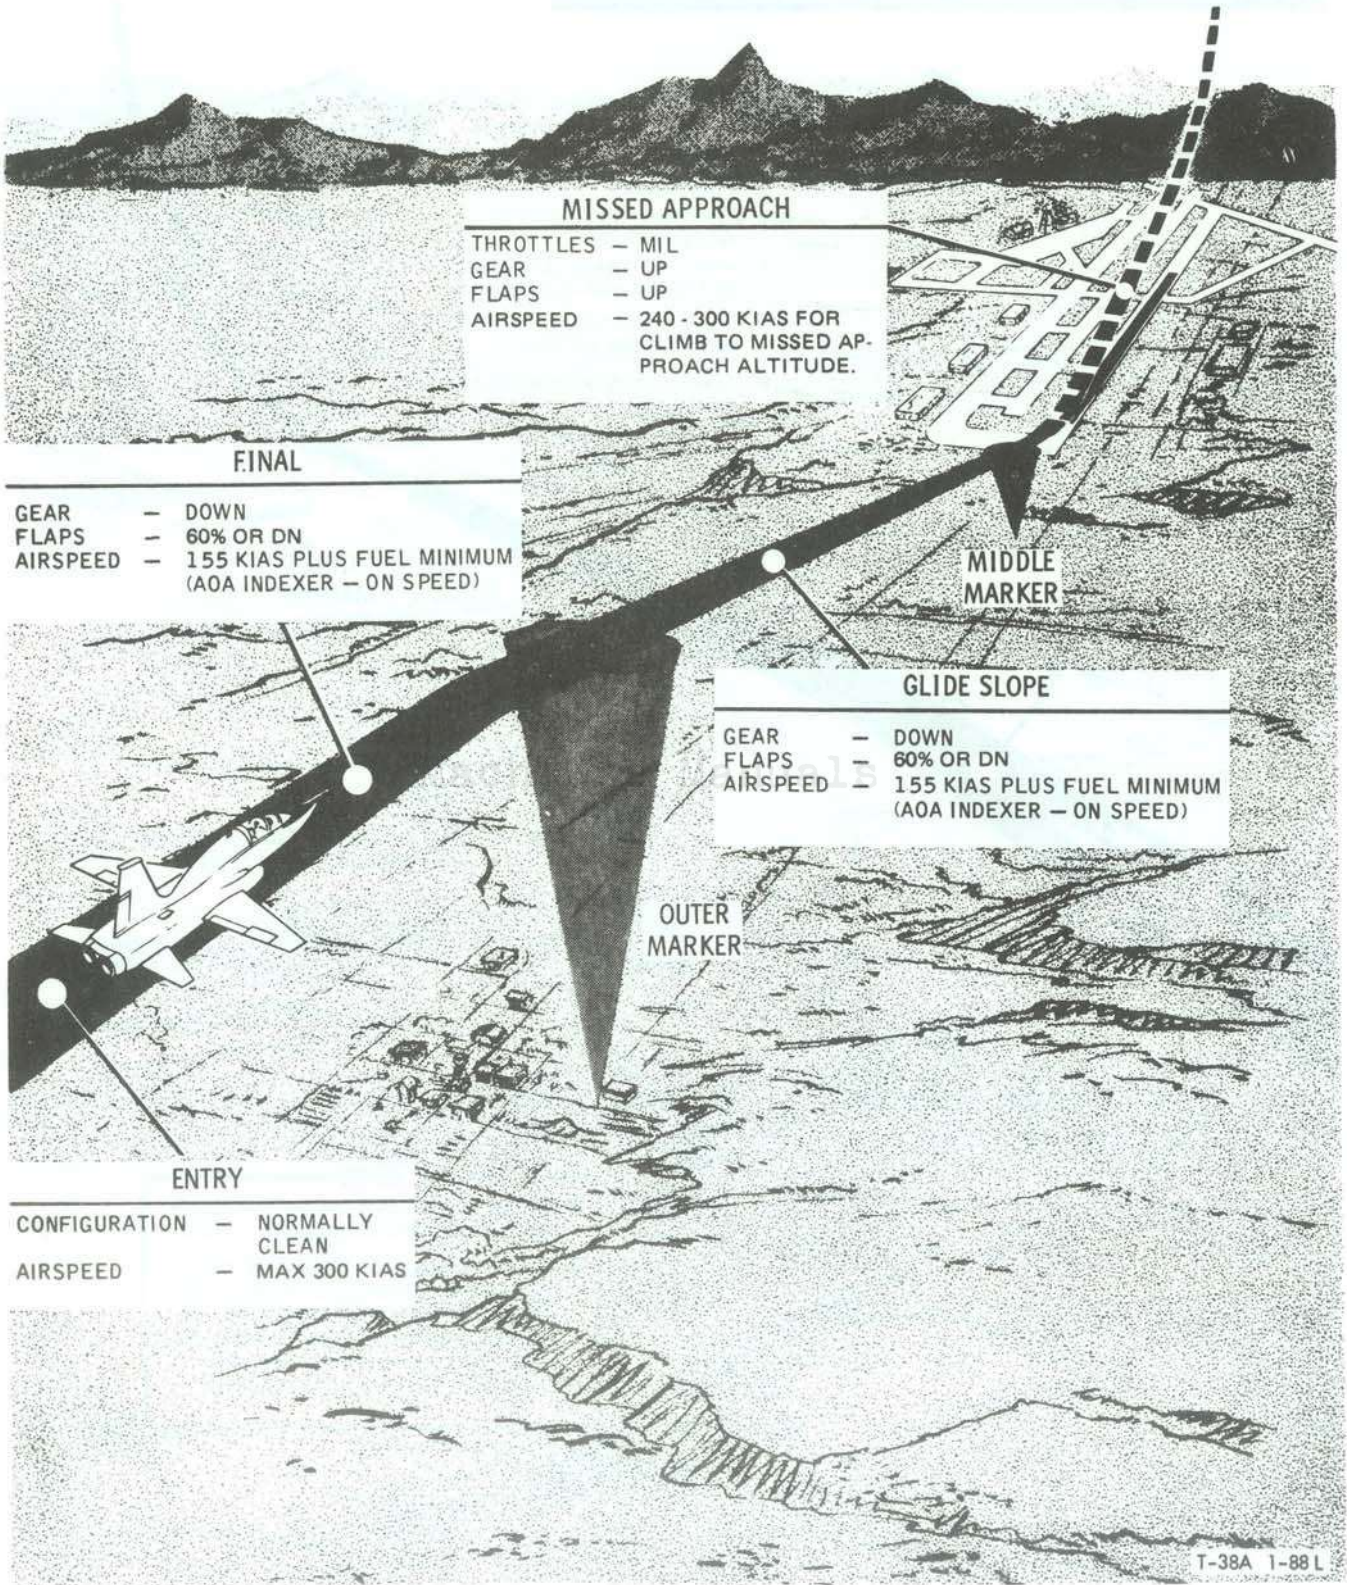 MISSED APPROACH
THROTTLES – MIL
GEAR – UP
FLAPS – UP
AIRSPEED – 240 - 300 KIAS FOR
CLIMB TO MISSED AP-
PROACH ALTITUDE.
FINAL
GEAR – DOWN
FLAPS – 60% OR DN
AIRSPEED – 155 KIAS PLUS FUEL MINIMUM
(AOA INDEXER – ON SPEED)
MIDDLE
MARKER
GLIDE SLOPE
GEAR – DOWN
FLAPS – 60% OR DN
AIRSPEED – 155 KIAS PLUS FUEL MINIMUM
(AOA INDEXER – ON SPEED)
OUTER
MARKER
ENTRY
CONFIGURATION – NORMALLY
CLEAN
AIRSPEED – MAX 300 KIAS
T-38A 1-88 L